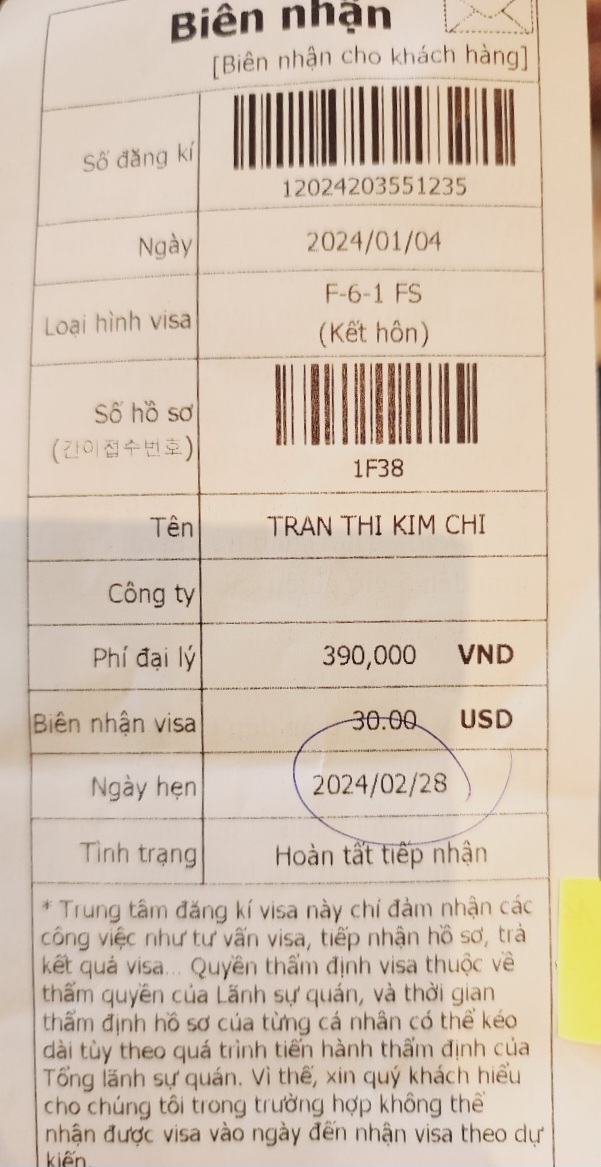 Biên nhận
[Biên nhận cho khách hàng]
Số đăng kí
12024203551235
Ngày 2024/01/04
Loại hình visa F-6-1 FS
(Kết hôn)
Số hồ sơ
(간이접수번호)
1F38
Tên TRAN THI KIM CHI
Công ty
Phí đại lý 390,000 VND
Biên nhận visa 30.00 USD
Ngày hẹn 2024/02/28
Tình trạng Hoàn tất tiếp nhận
* Trung tâm đăng kí visa này chỉ đảm nhận các
công việc như tư vấn visa, tiếp nhận hồ sơ, trả
kết quả visa... Quyền thẩm định visa thuộc về
thẩm quyền của Lãnh sự quán, và thời gian
thẩm định hồ sơ của từng cá nhân có thể kéo
dài tùy theo quá trình tiến hành thẩm định của
Tổng lãnh sự quán. Vì thế, xin quý khách hiểu
cho chúng tôi trong trường hợp không thể
nhận được visa vào ngày đến nhận visa theo dự
kiến